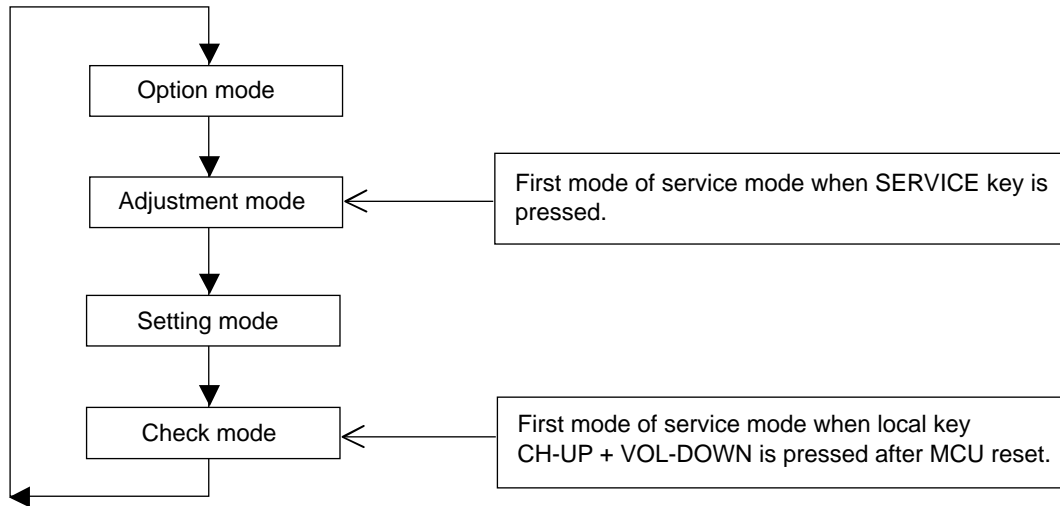 Option mode
Adjustment mode
First mode of service mode when SERVICE key is
pressed.
Setting mode
Check mode
First mode of service mode when local key
CH-UP + VOL-DOWN is pressed after MCU reset.